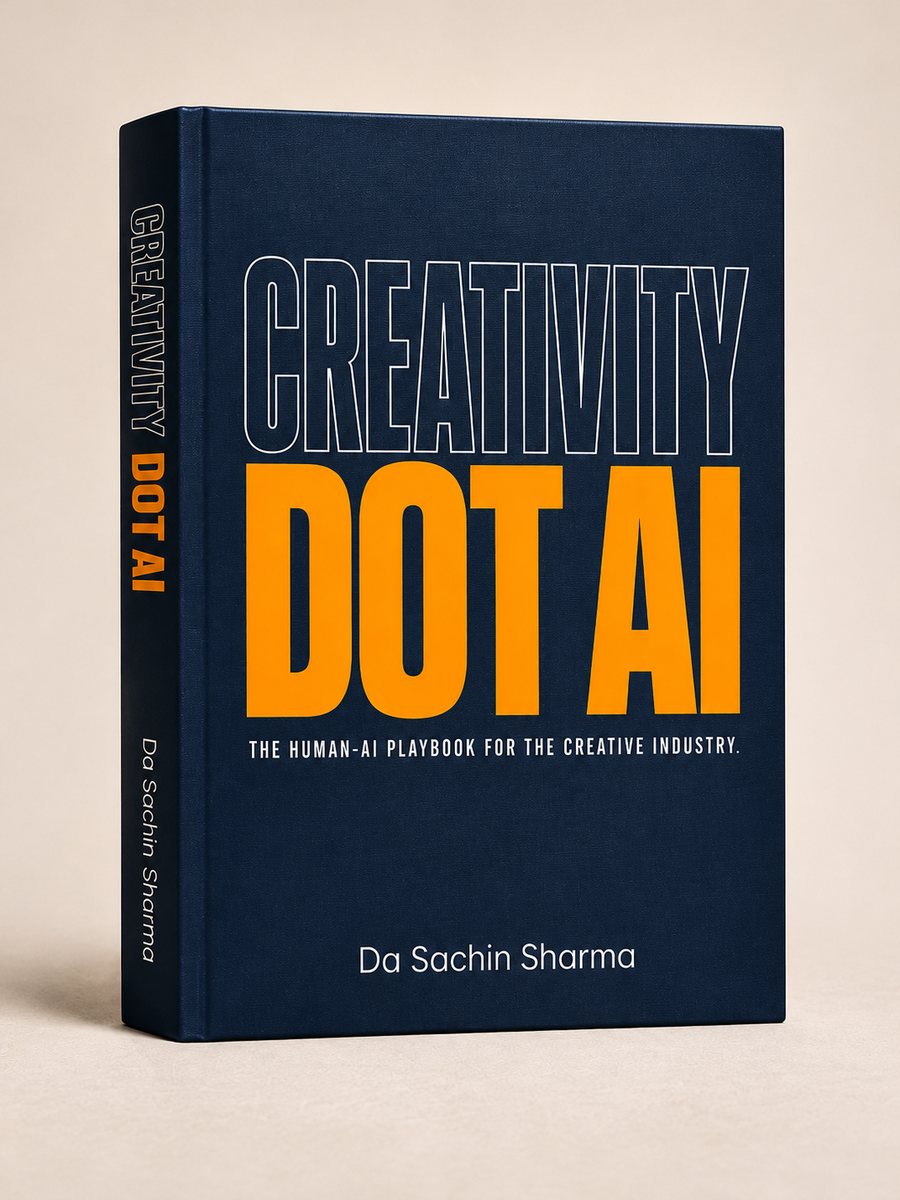 CREATIVITY DOT AI
Da Sachin Sharma
CREATIVITY
DOT AI
THE HUMAN-AI PLAYBOOK FOR THE CREATIVE INDUSTRY.
Da Sachin Sharma